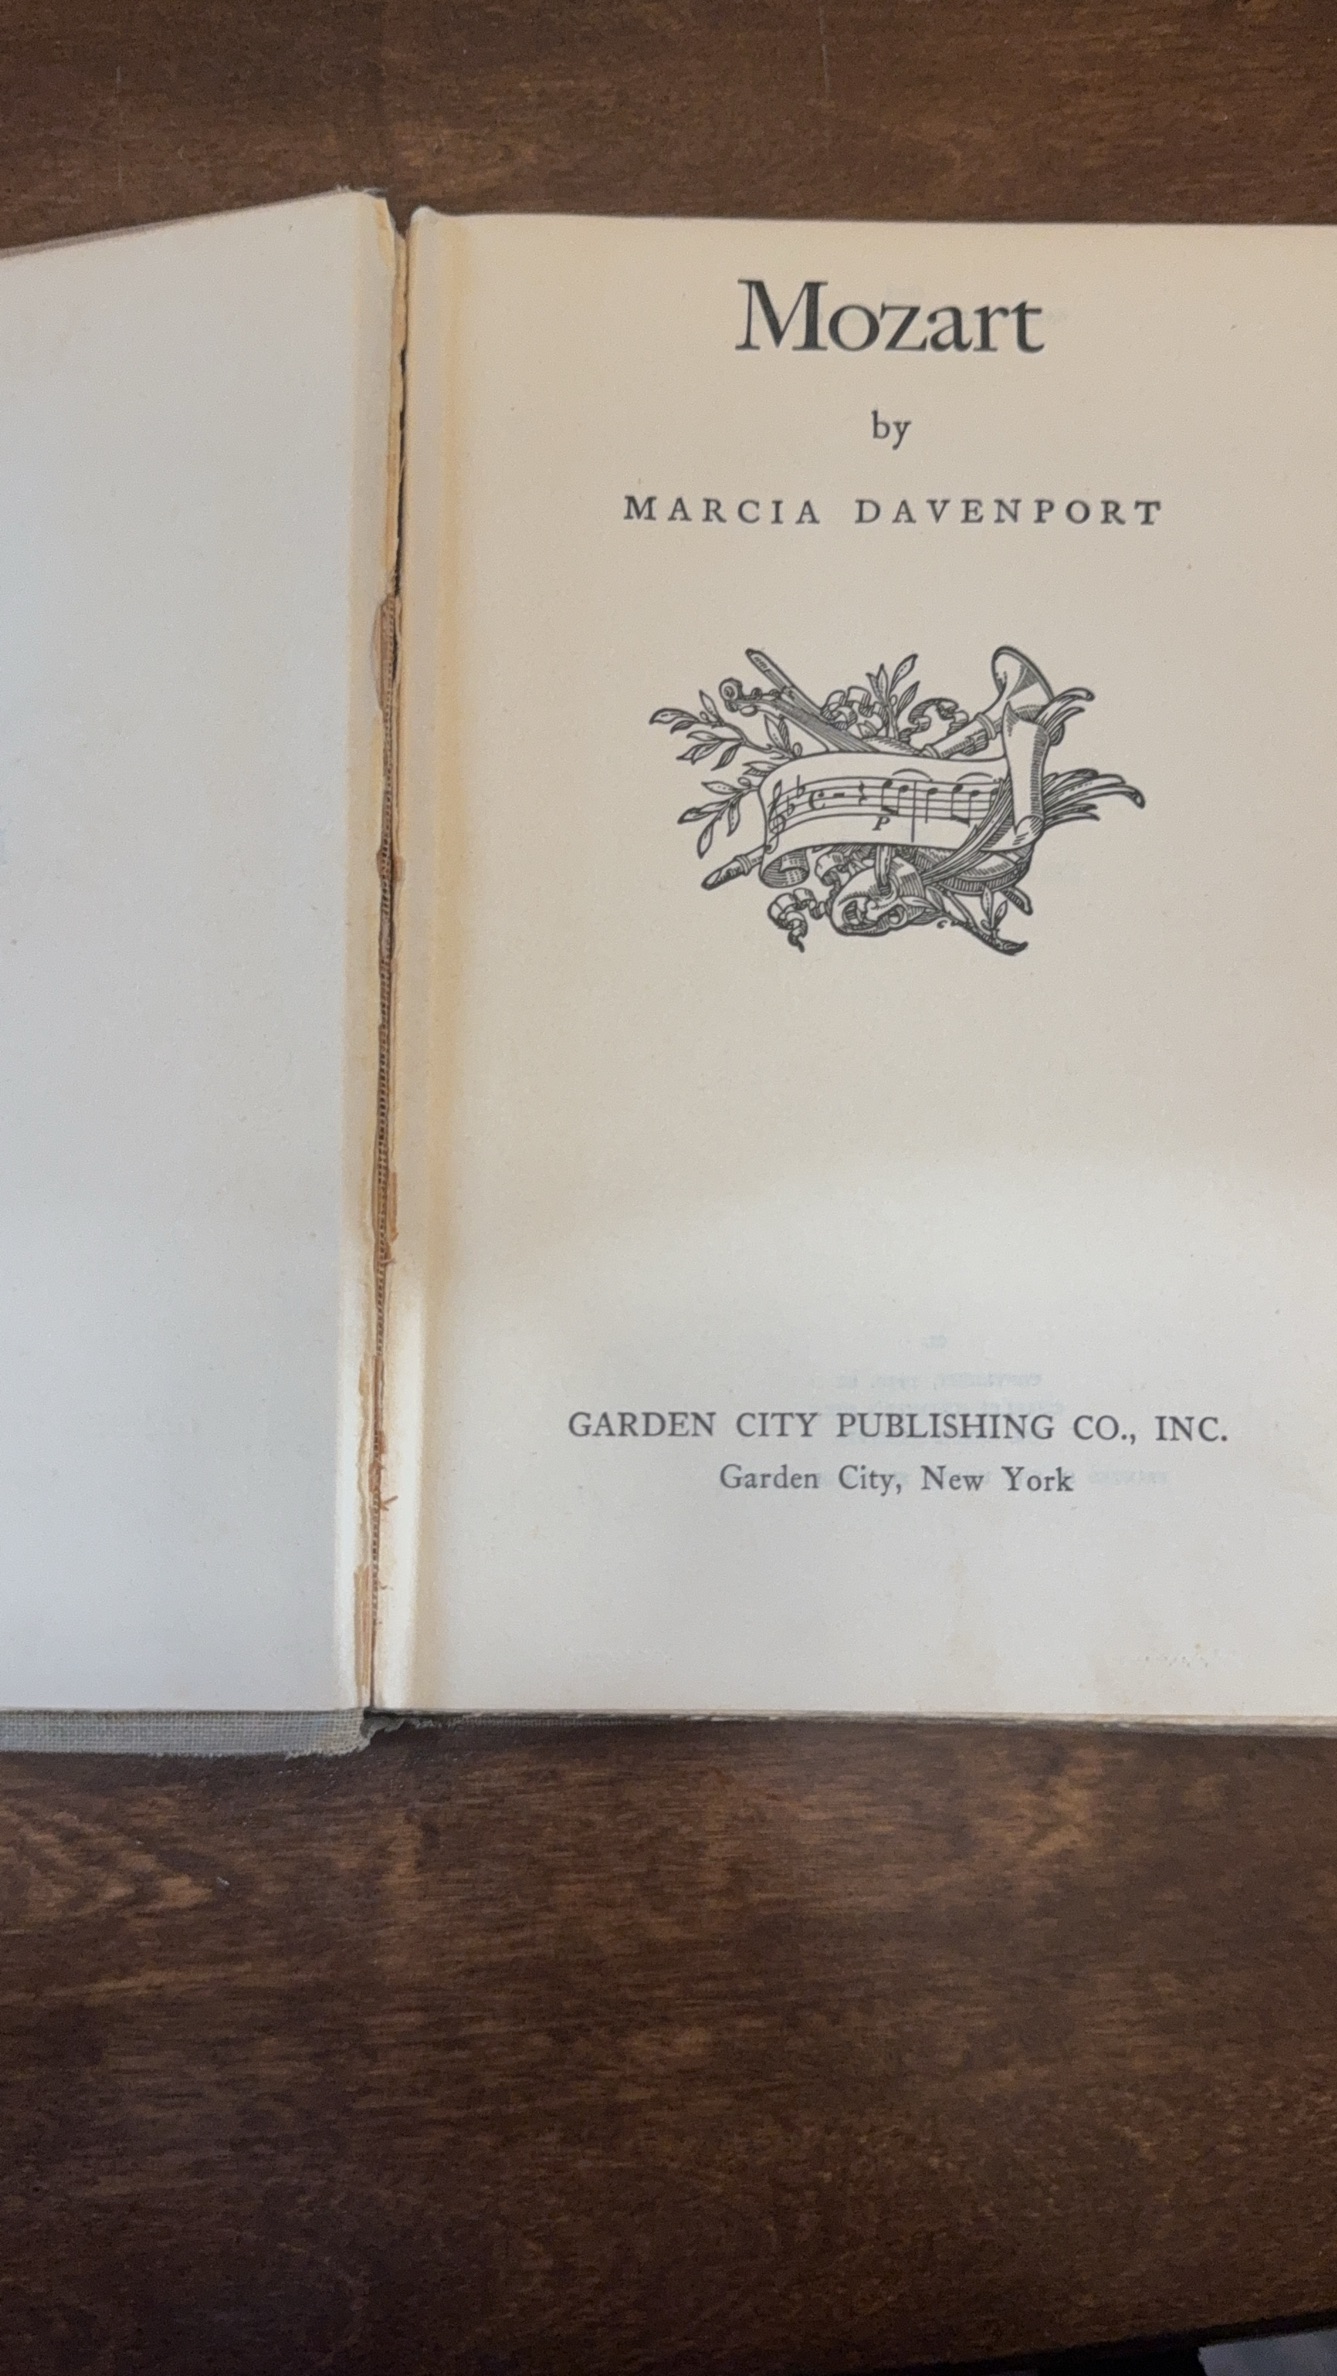 Mozart
by
MARCIA DAVENPORT
P
GARDEN CITY PUBLISHING CO., INC.
Garden City, New York